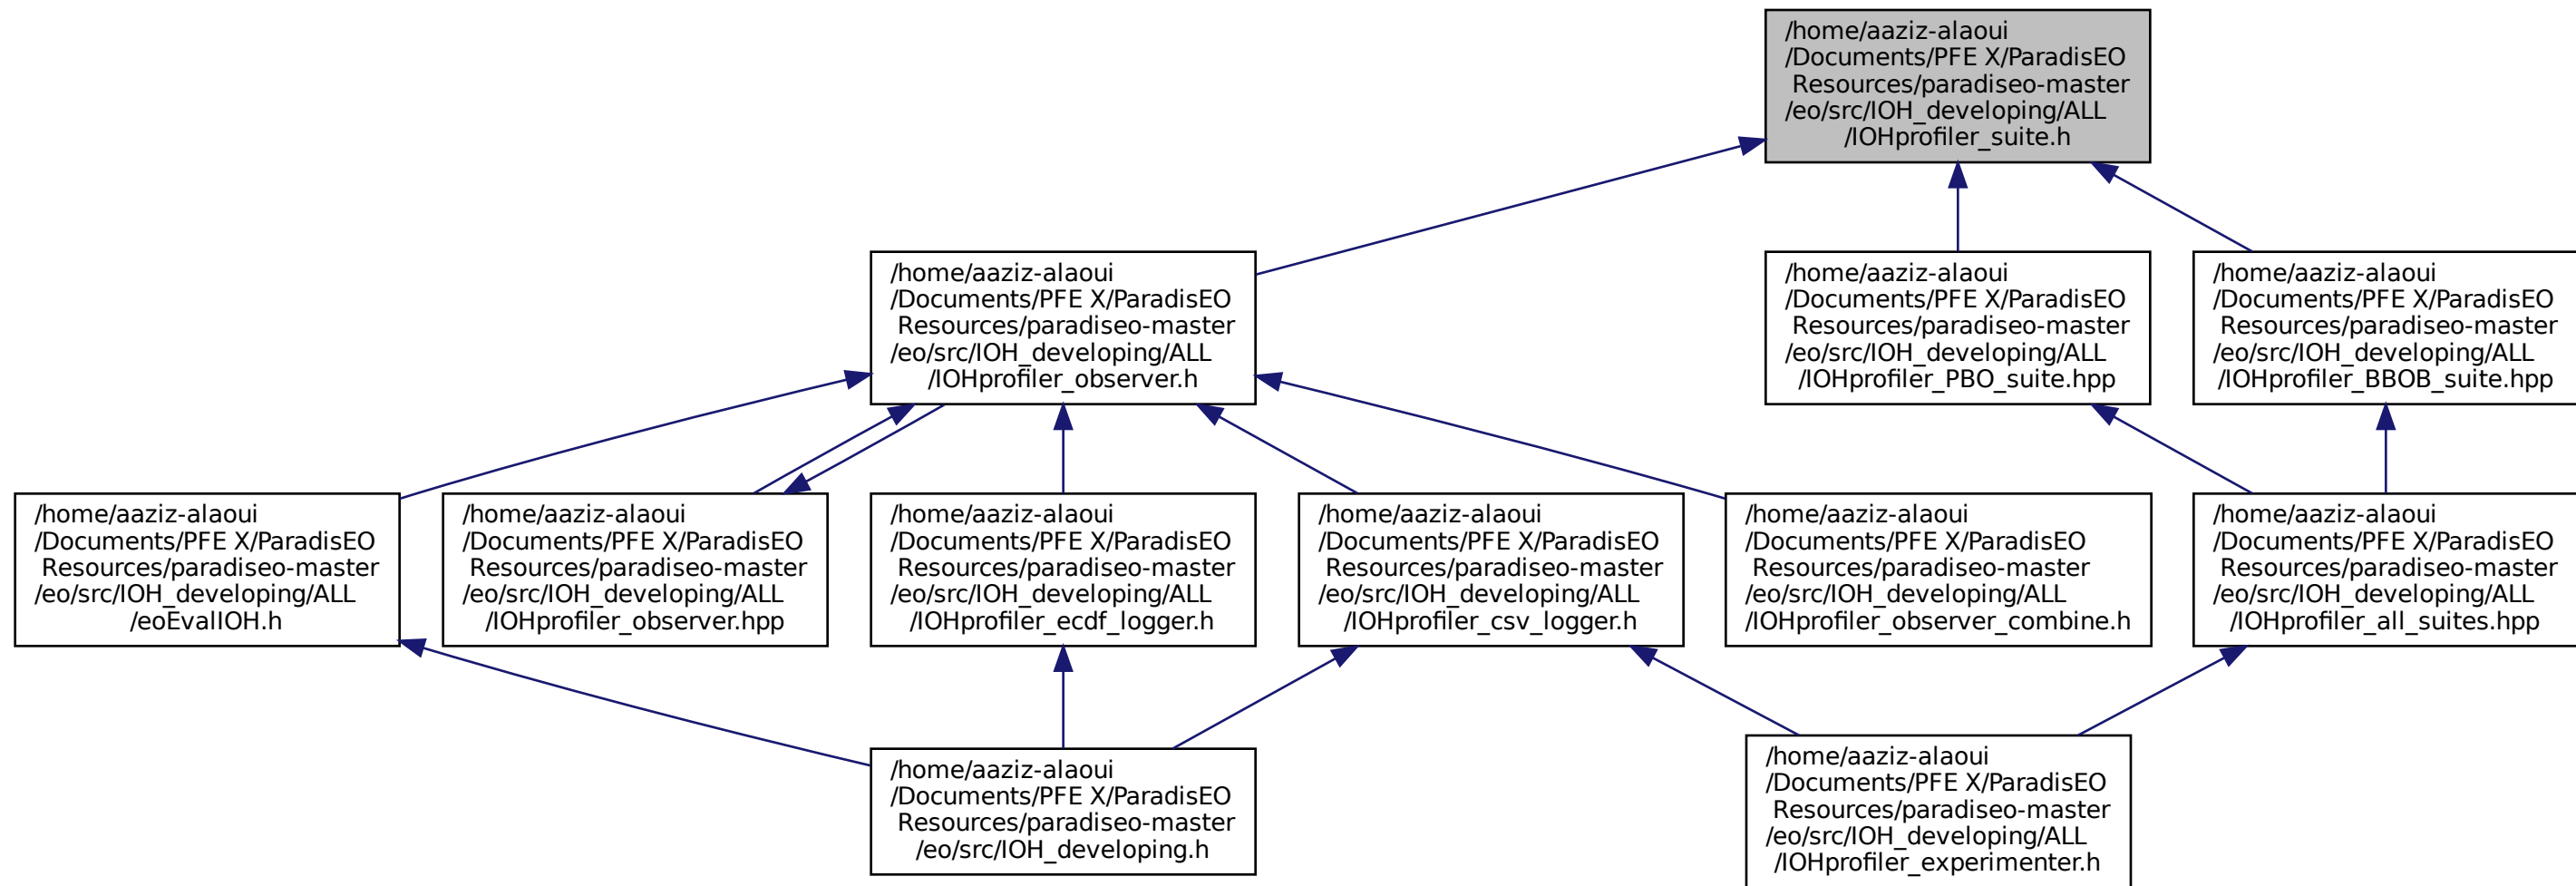 /home/aaziz-alaoui
/Documents/PFE X/ParadisEO
Resources/paradiseo-master
/eo/src/IOH_developing/ALL
/IOHprofiler_suite.h
/home/aaziz-alaoui
/Documents/PFE X/ParadisEO
Resources/paradiseo-master
/eo/src/IOH_developing/ALL
/IOHprofiler_observer.h
/home/aaziz-alaoui
/Documents/PFE X/ParadisEO
Resources/paradiseo-master
/eo/src/IOH_developing/ALL
/IOHprofiler_PBO_suite.hpp
/home/aaziz-alaoui
/Documents/PFE X/ParadisEO
Resources/paradiseo-master
/eo/src/IOH_developing/ALL
/IOHprofiler_BBOB_suite.hpp
/home/aaziz-alaoui
/Documents/PFE X/ParadisEO
Resources/paradiseo-master
/eo/src/IOH_developing/ALL
/eoEvalIOH.h
/home/aaziz-alaoui
/Documents/PFE X/ParadisEO
Resources/paradiseo-master
/eo/src/IOH_developing/ALL
/IOHprofiler_observer.hpp
/home/aaziz-alaoui
/Documents/PFE X/ParadisEO
Resources/paradiseo-master
/eo/src/IOH_developing/ALL
/IOHprofiler_ecdf_logger.h
/home/aaziz-alaoui
/Documents/PFE X/ParadisEO
Resources/paradiseo-master
/eo/src/IOH_developing/ALL
/IOHprofiler_csv_logger.h
/home/aaziz-alaoui
/Documents/PFE X/ParadisEO
Resources/paradiseo-master
/eo/src/IOH_developing/ALL
/IOHprofiler_observer_combine.h
/home/aaziz-alaoui
/Documents/PFE X/ParadisEO
Resources/paradiseo-master
/eo/src/IOH_developing/ALL
/IOHprofiler_all_suites.hpp
/home/aaziz-alaoui
/Documents/PFE X/ParadisEO
Resources/paradiseo-master
/eo/src/IOH_developing.h
/home/aaziz-alaoui
/Documents/PFE X/ParadisEO
Resources/paradiseo-master
/eo/src/IOH_developing/ALL
/IOHprofiler_experimenter.h